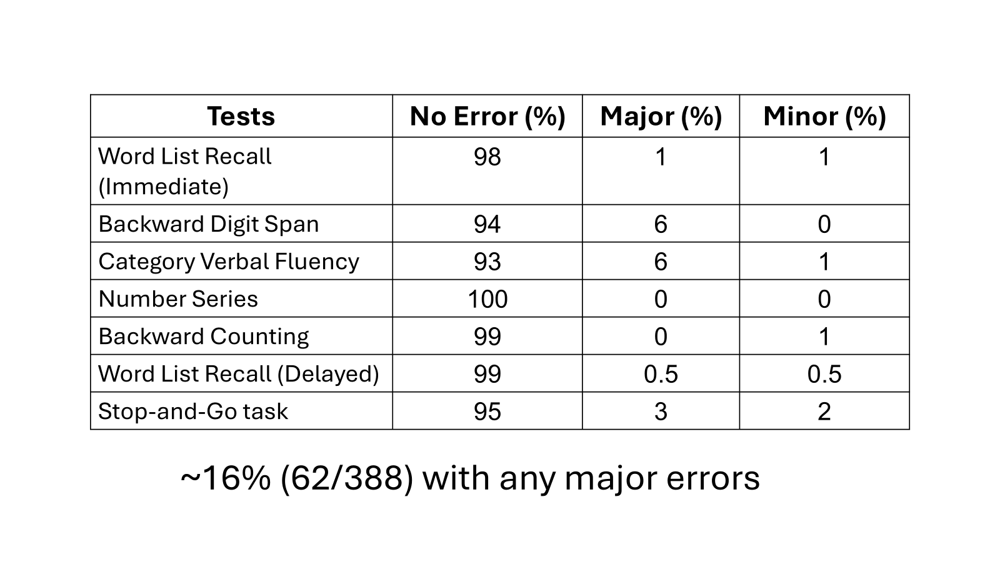 Tests No Error (%) Major (%) Minor (%)
Word List Recall 98 1 1
(Immediate)
Backward Digit Span 94 6 0
Category Verbal Fluency 93 6 1
Number Series 100 0 0
Backward Counting 99 0 1
Word List Recall (Delayed) 99 0.5 0.5
Stop-and-Go task 95 3 2
~16% (62/388) with any major errors